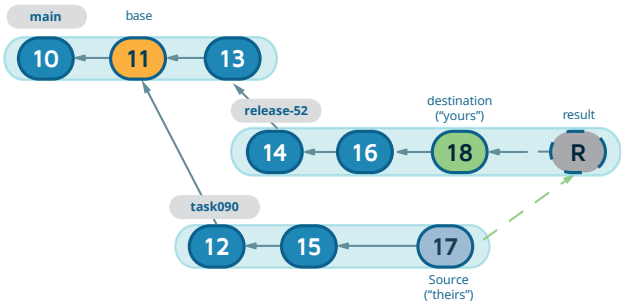 main
base
10
11
13
release-52
destination
("yours")
result
14
16
18
R
task090
12
15
17
Source
("theirs")